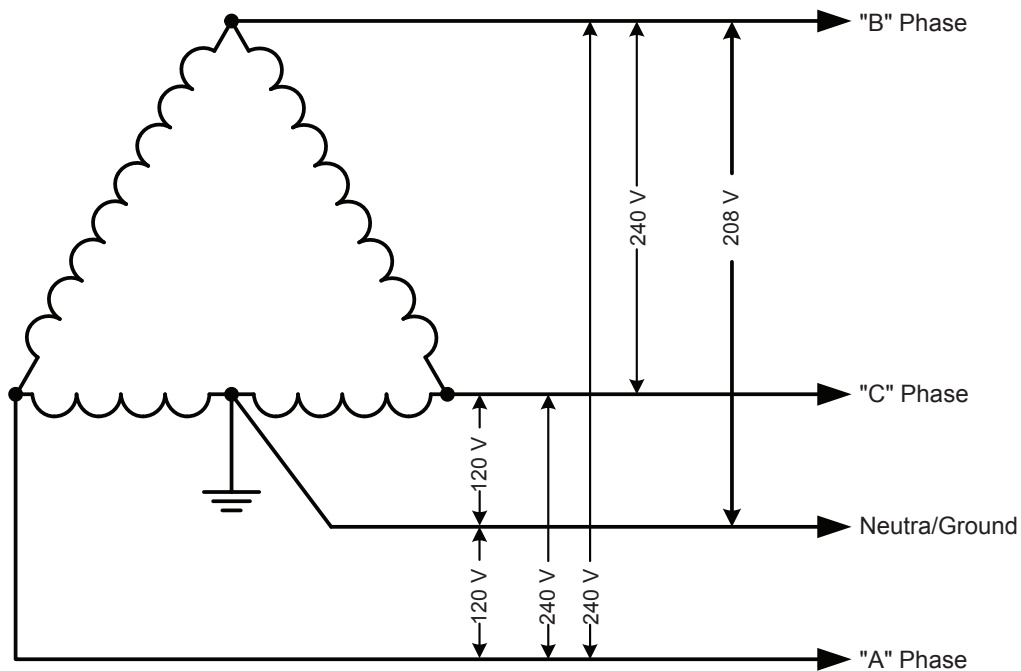 "B" Phase
240 V
208 V
"C" Phase
120 V
Neutra/Ground
120 V
240 V
240 V
"A" Phase